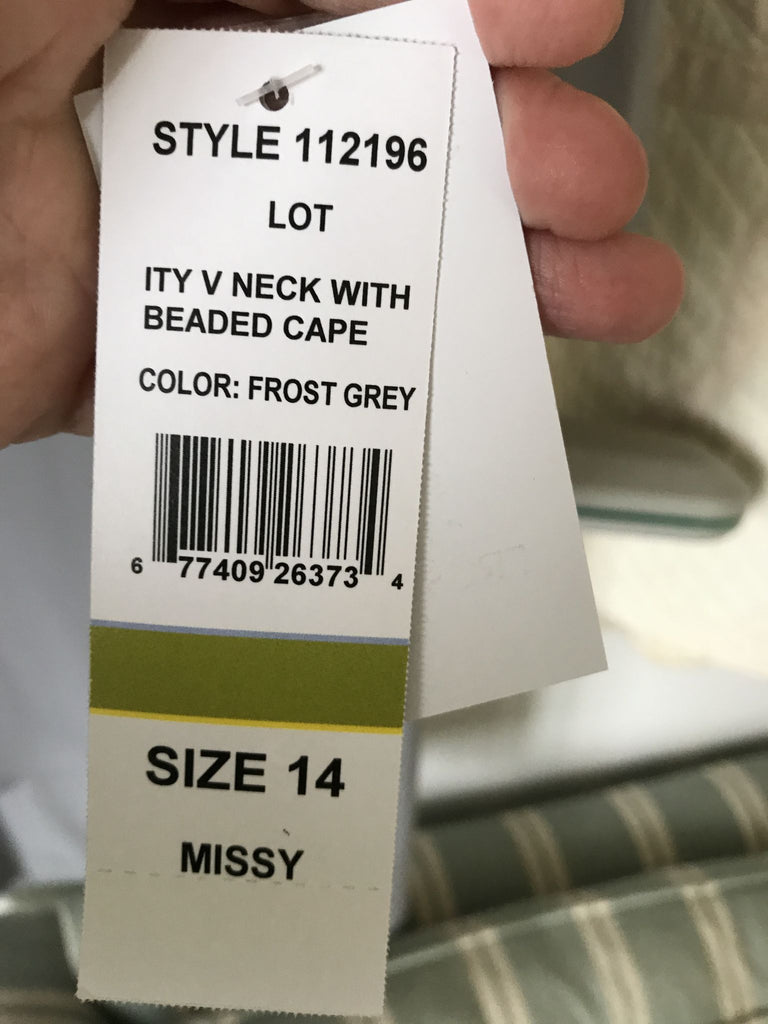 STYLE 112196
LOT
ITY V NECK WITH
BEADED CAPE
COLOR: FROST GREY
6 77409 26373 4
SIZE 14
MISSY